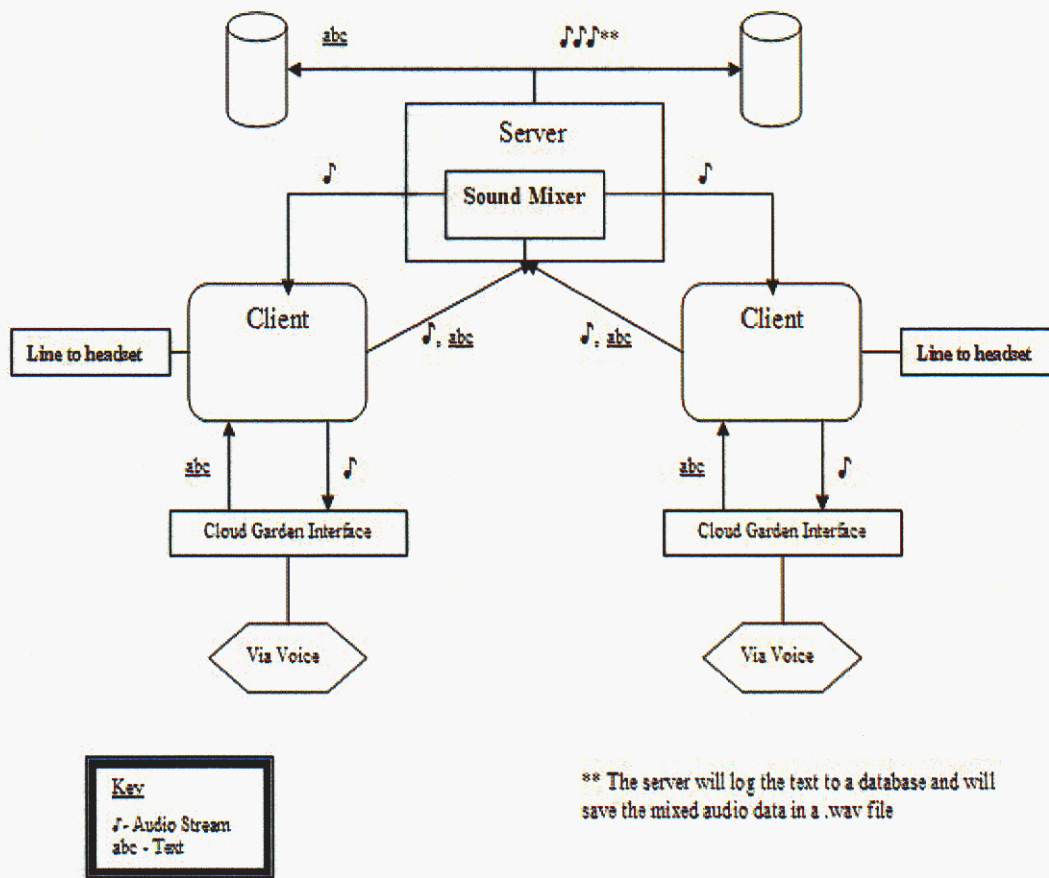 abc
♪♪♪**
Server
♪
Sound Mixer
♪
Client
Client
Line to headset
♪, abc
♪, abc
Line to headset
abc
♪
abc
♪
Cloud Garden Interface
Cloud Garden Interface
Via Voice
Via Voice
Key
♪- Audio Stream
abc - Text
** The server will log the text to a database and will
save the mixed audio data in a .wav file